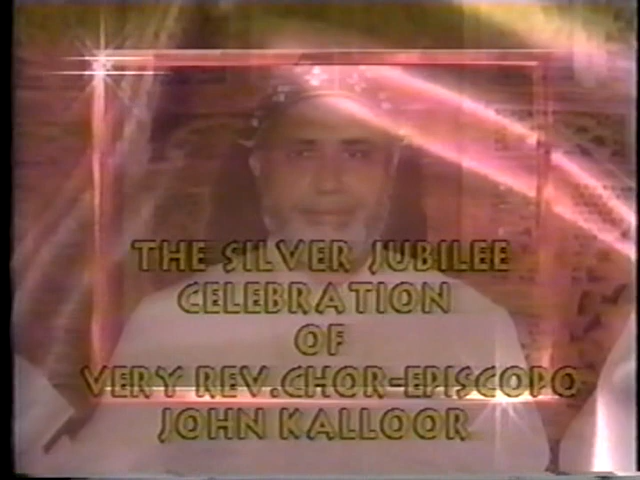 THE SILVER JUBILEE
CELEBRATION
OF
VERY REV.CHOR-EPISCOPO
JOHN KALLOOR